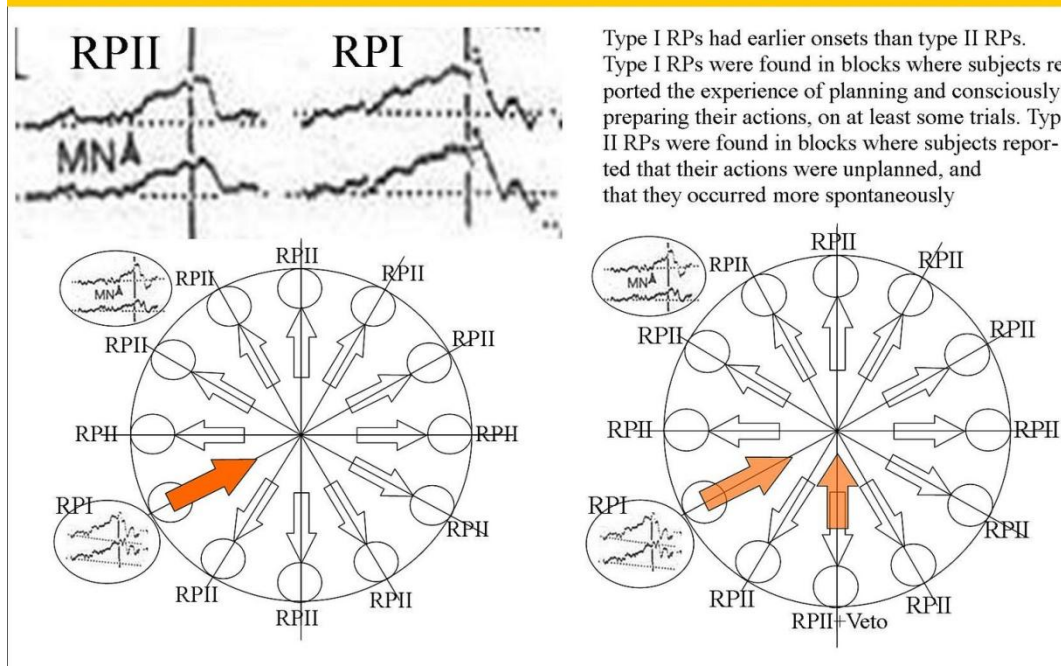 RPII
RPI
MN
Type I RPs had earlier onsets than type II RPs.
Type I RPs were found in blocks where subjects re-
ported the experience of planning and consciously
preparing their actions, on at least some trials. Typ
II RPs were found in blocks where subjects repor-
ted that their actions were unplanned, and
that they occurred more spontaneously
RPII
RPII
RPII
MN
RPII
RPII
RPII
RPII
RPII
RPI
RPII
RPII
RPII
RPII
RPII
RPII
RPII
MN
RPII
RPII
RPII
RPII
RPI
RPII
RPII
RPII
RPII+Veto